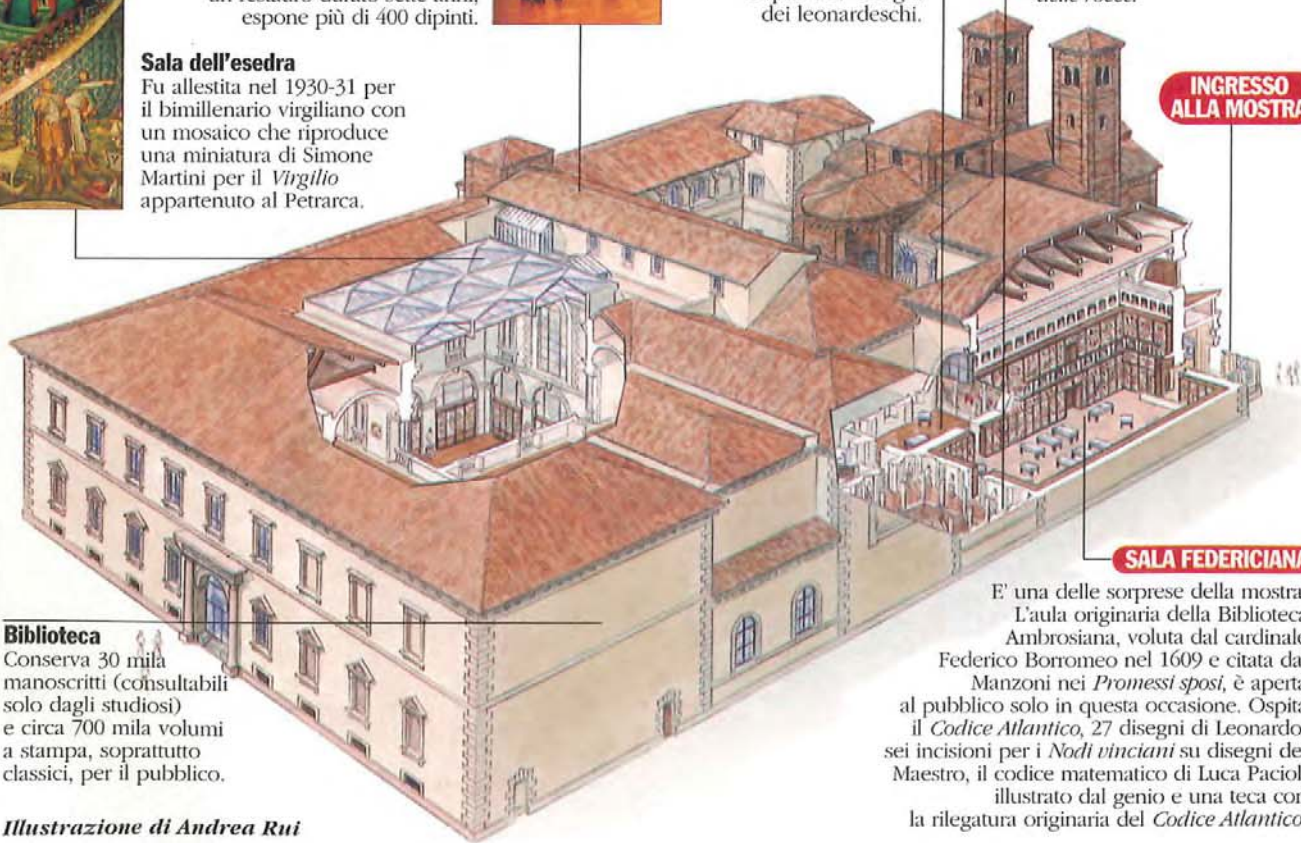 espone più di 400 dipinti.
Sala dell'esedra
Fu allestita nel 1930-31 per
il bimillenario virgiliano con
un mosaico che riproduce
una miniatura di Simone
Martini per il Virgilio
appartenuto al Petrarca.
dei leonardeschi.
INGRESSO
ALLA MOSTRA
Biblioteca
Conserva 30 mila
manoscritti (consultabili
solo dagli studiosi)
e circa 700 mila volumi
a stampa, soprattutto
classici, per il pubblico.
Illustrazione di Andrea Rui
SALA FEDERICIANA
E' una delle sorprese della mostra
L'aula originaria della Biblioteca
Ambrosiana, voluta dal cardinale
Federico Borromeo nel 1609 e citata da
Manzoni nei Promessi sposi, è aperta
al pubblico solo in questa occasione. Ospita
il Codice Atlantico, 27 disegni di Leonardo
sei incisioni per i Nodi vinciani su disegni de
Maestro, il codice matematico di Luca Paciol
illustrato dal genio e una teca con
la rilegatura originaria del Codice Atlantico